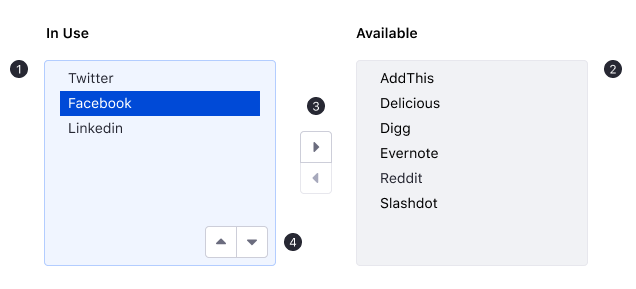 In Use
Available
1
Twitter
Facebook
Linkedin
2
AddThis
Delicious
Digg
Evernote
Reddit
Slashdot
3
4